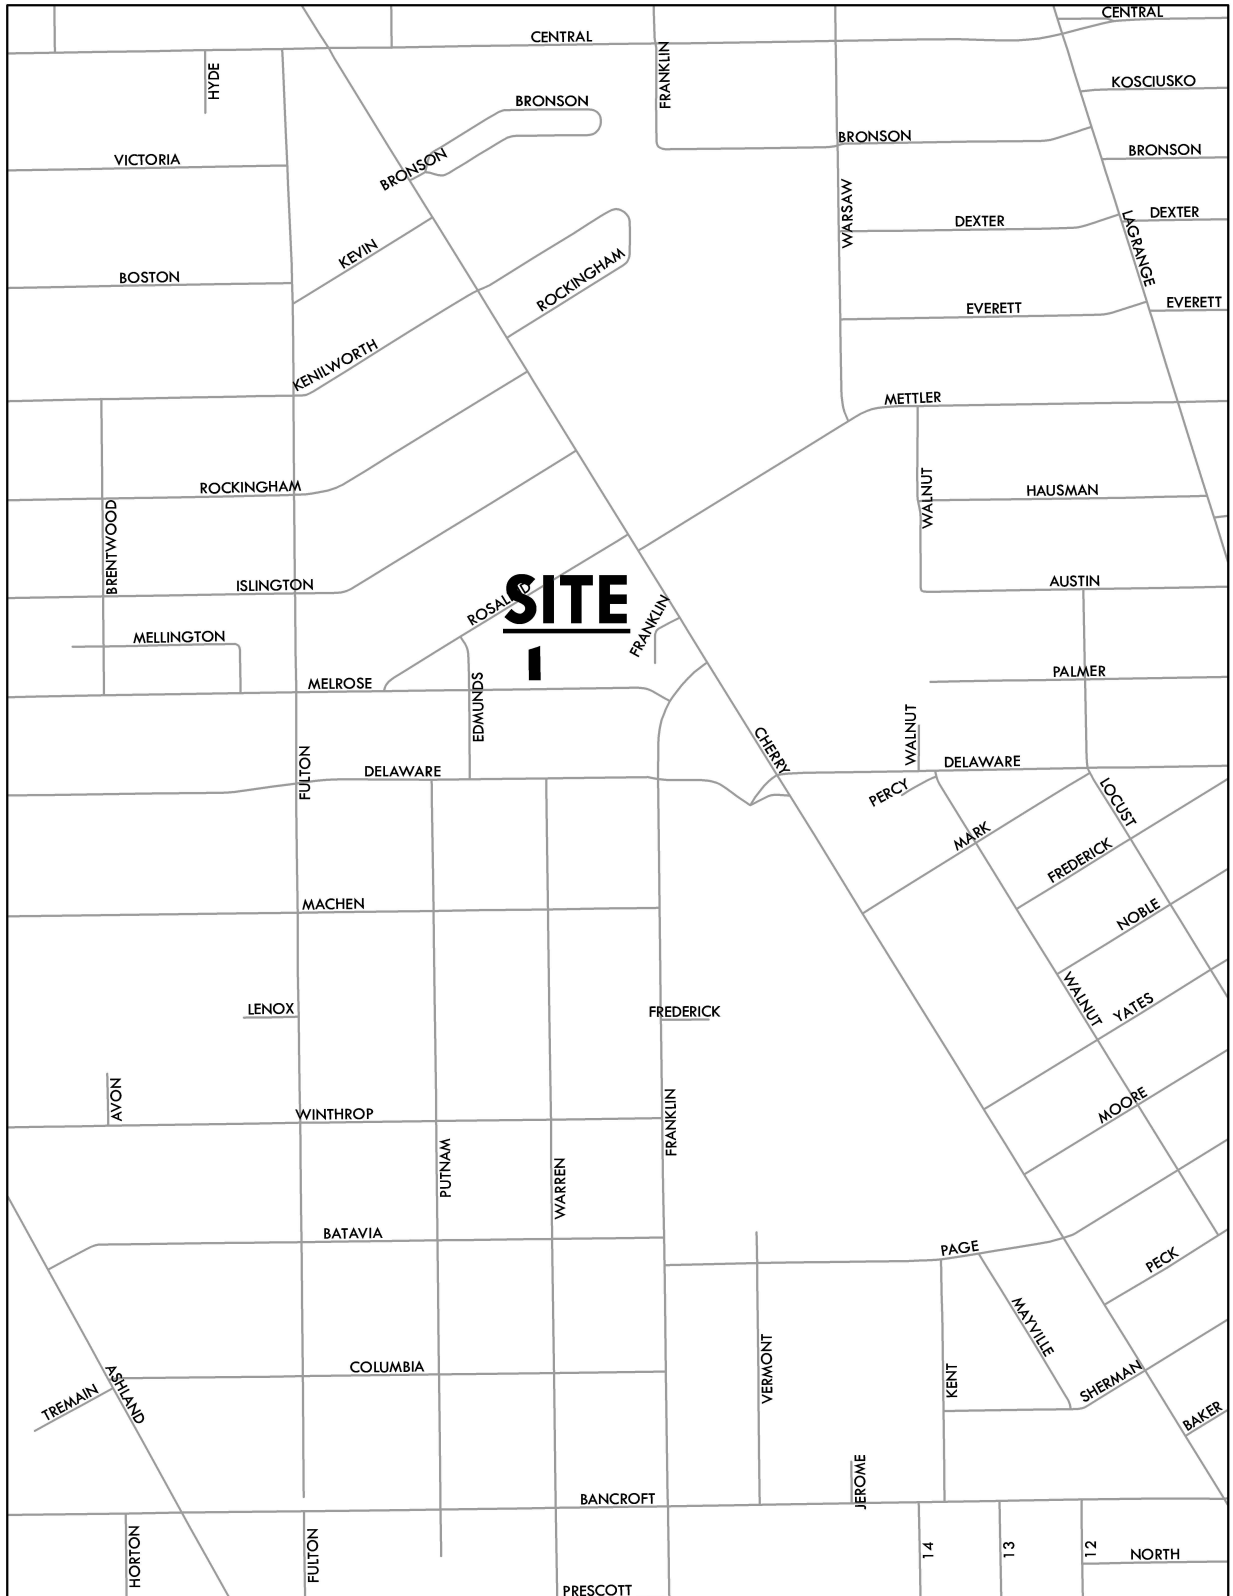 CENTRAL
CENTRAL
HYDE
FRANKLIN
KOSCIUSKO
BRONSON
BRONSON
BRONSON
BRONSON
VICTORIA
WARSAW
DEXTER
DEXTER
LAGRANGE
KEVIN
BOSTON
ROCKINGHAM
EVERETT
EVERETT
KENILWORTH
METTLER
ROCKINGHAM
BRENTWOOD
WALNUT
HAUSMAN
ISLINGTON
AUSTIN
ROSALIND
SITE
FRANKLIN
MELLINGTON
MELROSE
EDMUNDS
PALMER
WALNUT
CHERRY
FULTON
DELAWARE
DELAWARE
PERCY
LOCUST
MARK
FREDERICK
MACHEN
NOBLE
LENOX
FREDERICK
WALNUT
YATES
AVON
WINTHROP
FRANKLIN
MOORE
PUTNAM
WARREN
BATAVIA
PAGE
PECK
MAYVILLE
VERMONT
COLUMBIA
KENT
SHERMAN
TREMAIN
ASHLAND
BAKER
JEROME
BANCROFT
HORTON
FULTON
14
13
12
NORTH
PRESCOTT